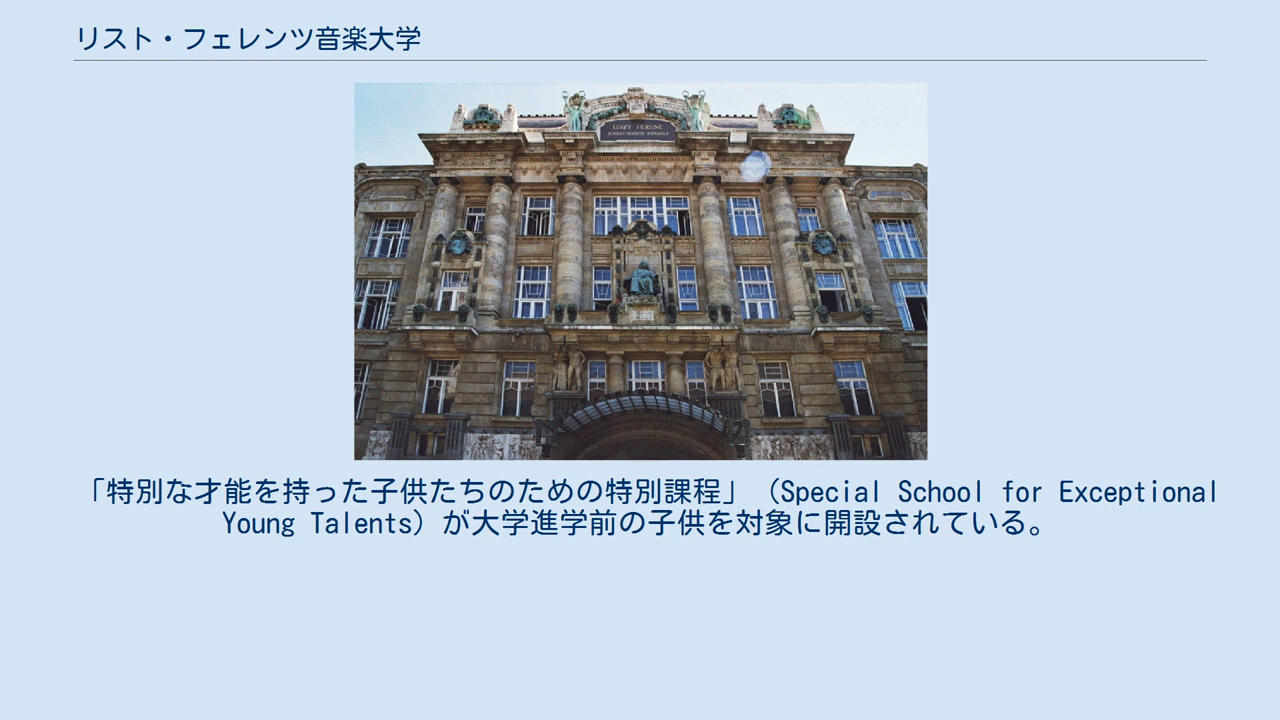 リスト・フェレンツ音楽大学
LISZT FERENC
「特別な才能を持った子供たちのための特別課程」（Special School for Exceptional
Young Talents）が大学進学前の子供を対象に開設されている。